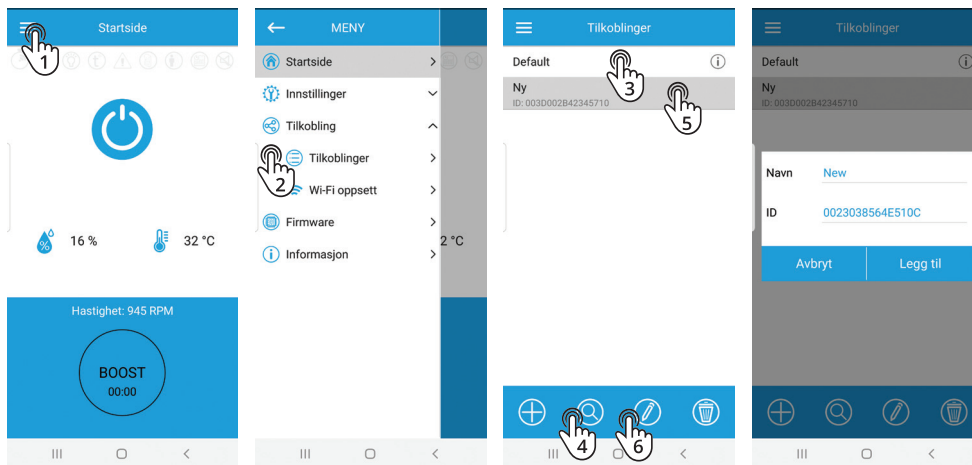 Startside
1
16 %
32 °C
Hastighet: 945 RPM
BOOST
00:00
MENY
Startside
Innstillinger
Tilkobling
Tilkoblinger
2
Wi-Fi oppsett
Firmware
Informasjon
2 °C
Tilkoblinger
Default
3
Ny
ID: 003D002B42345710
5
4
6
Tilkoblinger
Default
Ny
ID: 003D002B42345710
Navn New
ID 0023038564E510C
Avbryt Legg til